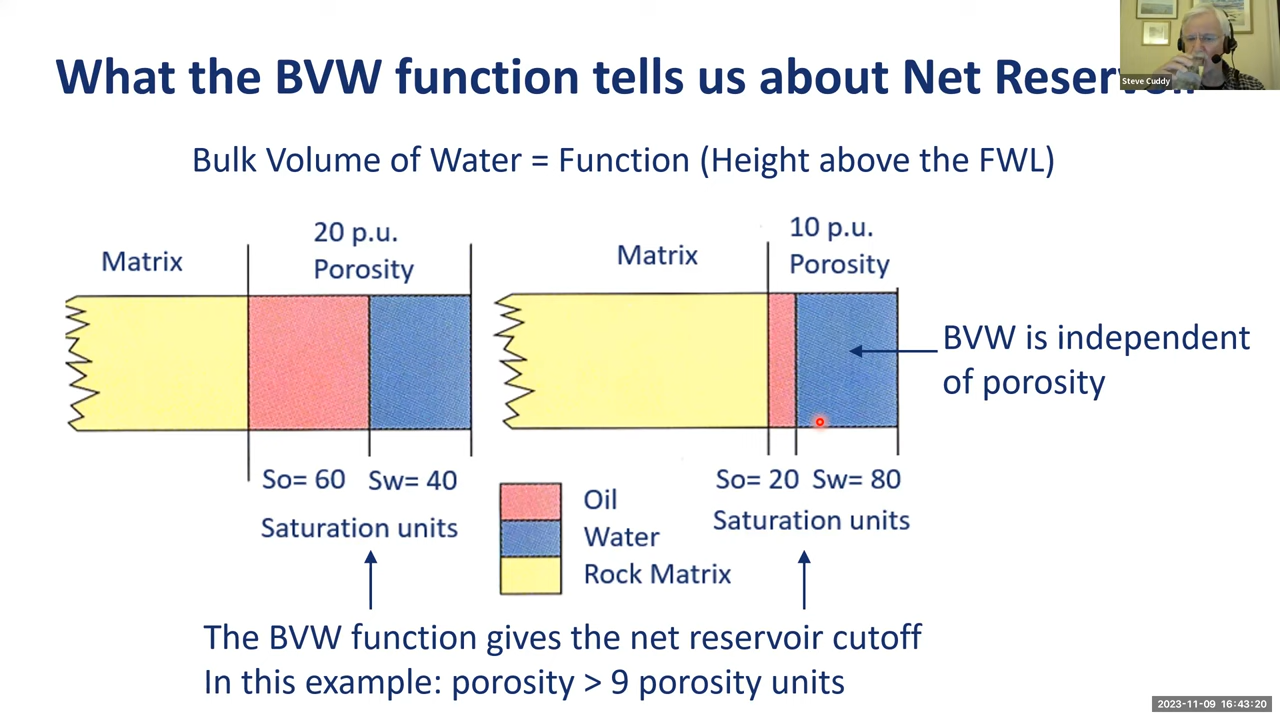 What the BVW function tells us about Net Reservoir
Steve Cuddy
Bulk Volume of Water = Function (Height above the FWL)
Matrix
20 p.u.
Porosity
Matrix
10 p.u.
Porosity
BVW is independent
of porosity
So= 60 Sw= 40
Saturation units
Oil
Water
Rock Matrix
So= 20 Sw= 80
Saturation units
The BVW function gives the net reservoir cutoff
In this example: porosity > 9 porosity units
2023-11-09 16:43:20